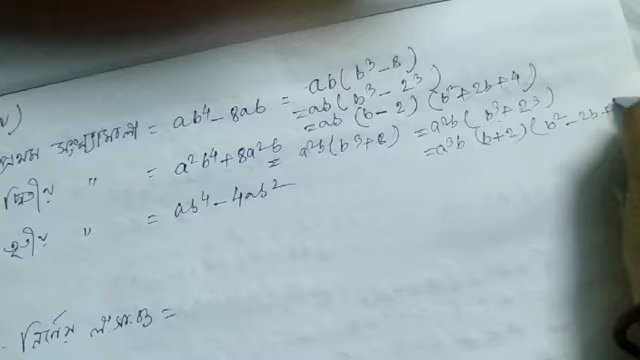 প্রথম = ab⁴ - 8ab = ab(b³ - 8)
= ab(b³ - 2³)
= ab (b - 2) (b² + 2b + 4)
দ্বিতীয় " = a²b⁴ + 8a²b = a²b(b³ + 8) = a²b(b³ + 2³)
= a³b (b + 2) (b² - 2b +
তৃতীয় " = ab⁴ - 4ab²
নির্ণেয় ল.সা.গু =